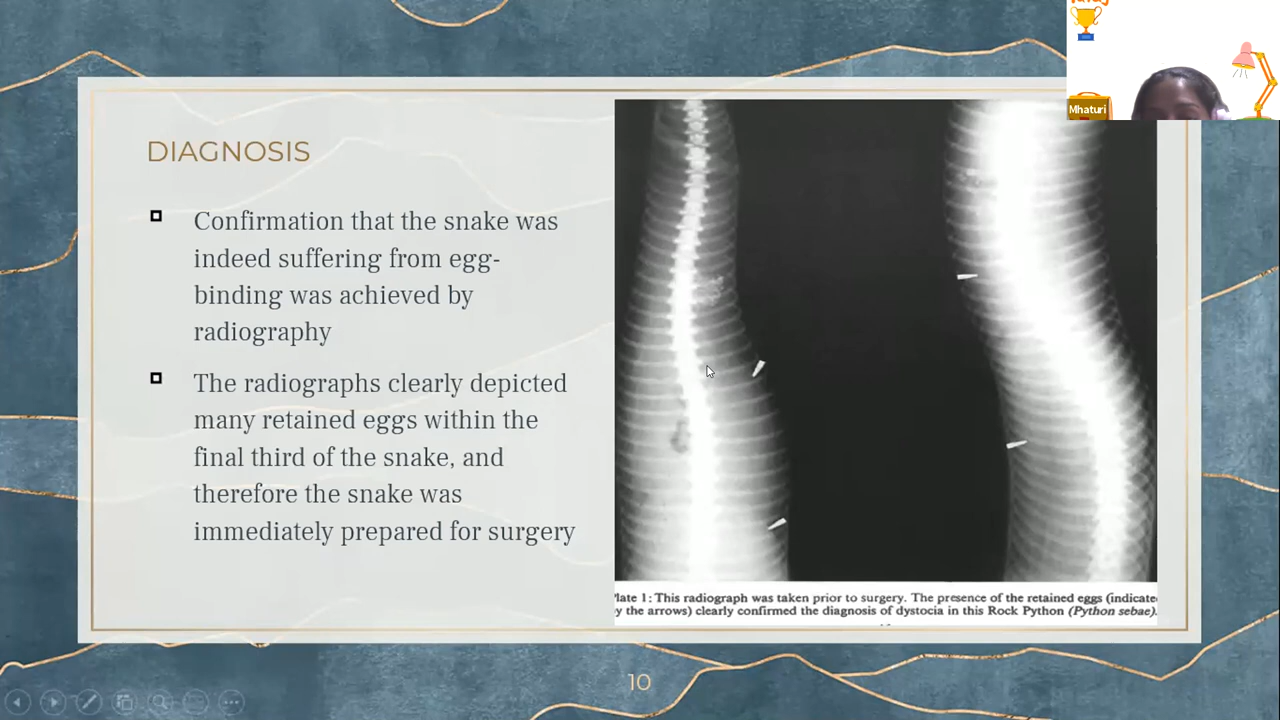 DIAGNOSIS
Confirmation that the snake was
indeed suffering from egg-
binding was achieved by
radiography
The radiographs clearly depicted
many retained eggs within the
final third of the snake, and
therefore the snake was
immediately prepared for surgery
late 1: This radiograph was taken prior to surgery. The presence of the retained eggs (indicate
y the arrows) clearly confirmed the diagnosis of dystocia in this Rock Python (Python sebae).
10
Mhaturi